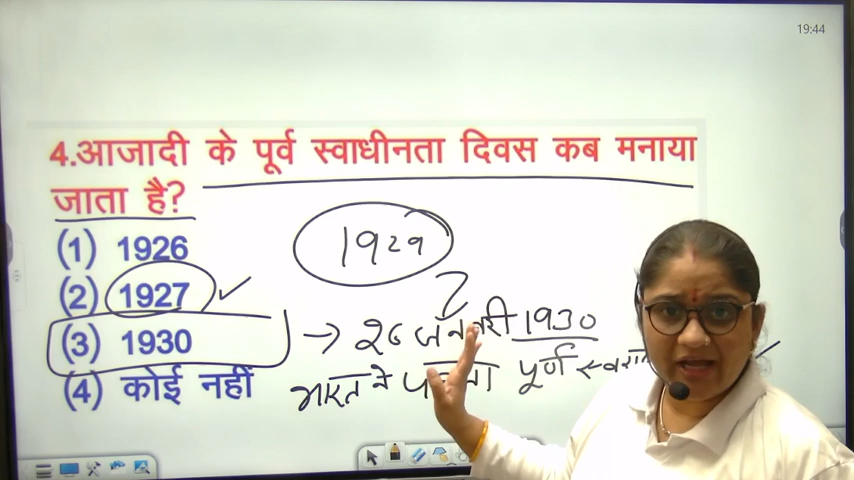 19:44
4.आजादी के पूर्व स्वाधीनता दिवस कब मनाया
जाता है?
(1) 1926
(2) 1927
(3) 1930
(4) कोई नहीं
1929
→ 26 जनवरी 1930
भारत ने पूर्ण ←